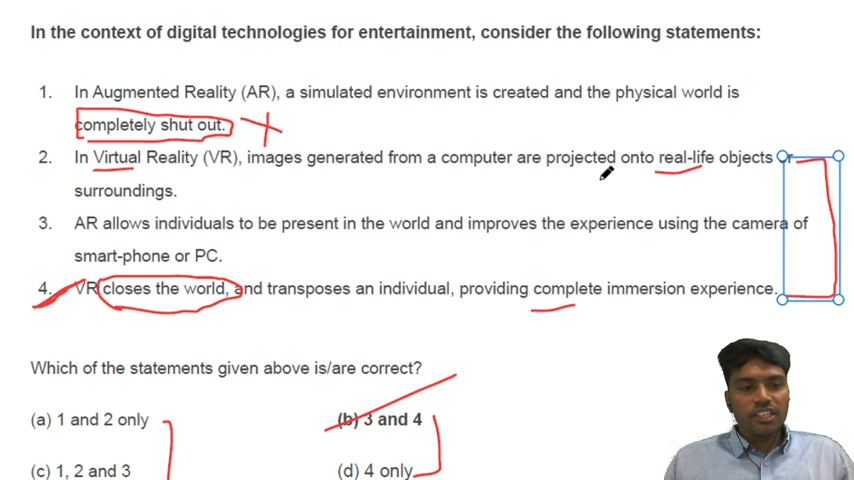 In the context of digital technologies for entertainment, consider the following statements:
1. In Augmented Reality (AR), a simulated environment is created and the physical world is
completely shut out.
2. In Virtual Reality (VR), images generated from a computer are projected onto real-life objects or
surroundings.
3. AR allows individuals to be present in the world and improves the experience using the camera of
smart-phone or PC.
4. VR closes the world, and transposes an individual, providing complete immersion experience.
Which of the statements given above is/are correct?
(a) 1 and 2 only
(b) 3 and 4
(c) 1, 2 and 3
(d) 4 only